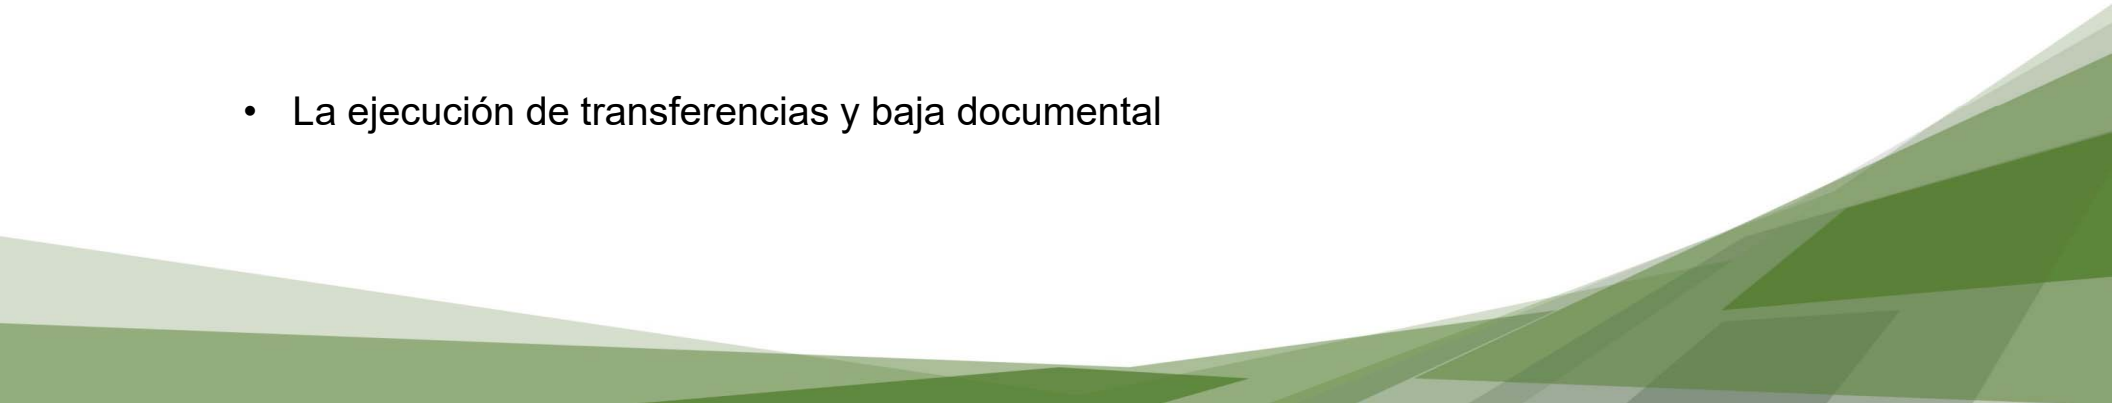 • La ejecución de transferencias y baja documental